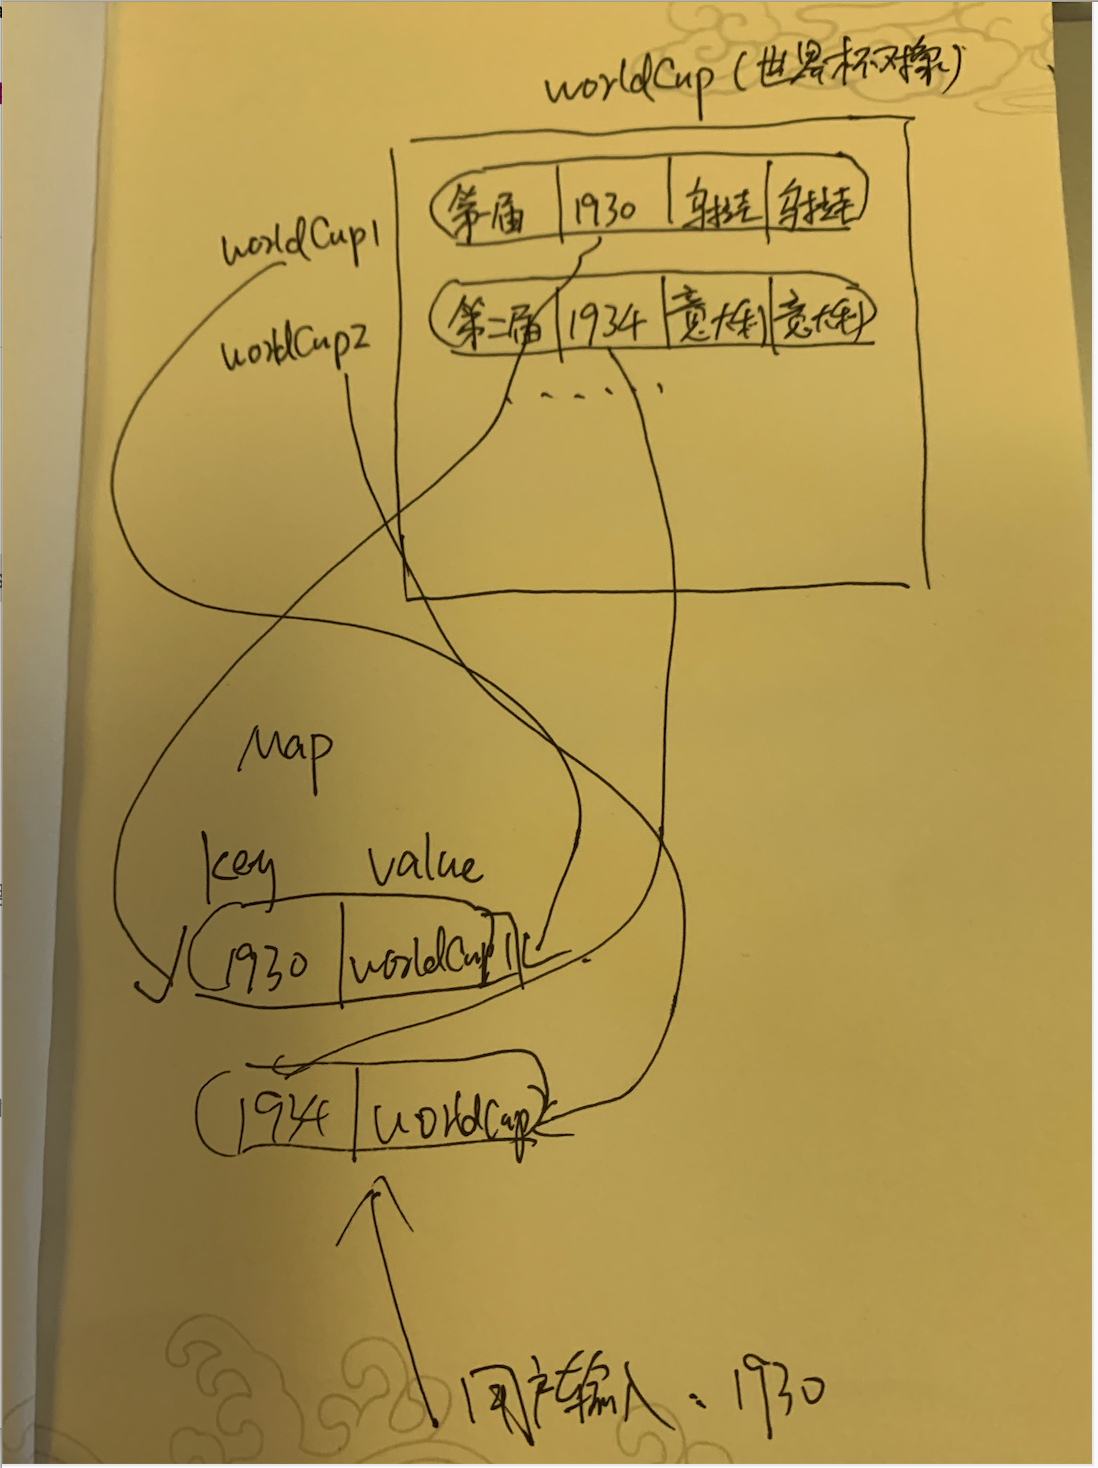 worldCup (世界杯对象)
worldCup1
第一届 1930 乌拉圭 乌拉圭
第二届 1934 意大利 意大利
worldCup2
.....
Map
key value
1930 worldCup1
1934 worldCup
用户输入：1930